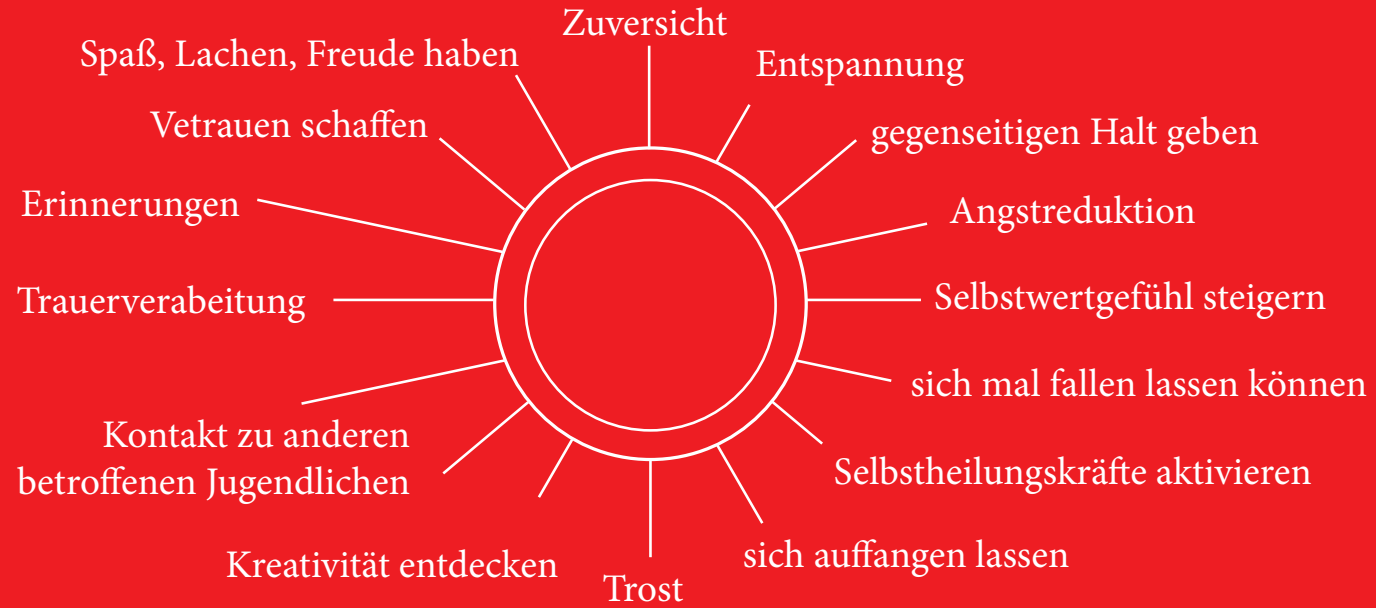 Zuversicht
Spaß, Lachen, Freude haben
Entspannung
Vetrauen schaffen
gegenseitigen Halt geben
Erinnerungen
Angstreduktion
Trauerverabeitung
Selbstwertgefühl steigern
sich mal fallen lassen können
Kontakt zu anderen
betroffenen Jugendlichen
Selbstheilungskräfte aktivieren
Kreativität entdecken
sich auffangen lassen
Trost